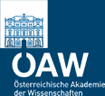 ÖAW
Österreichische Akademie
der Wissenschaften